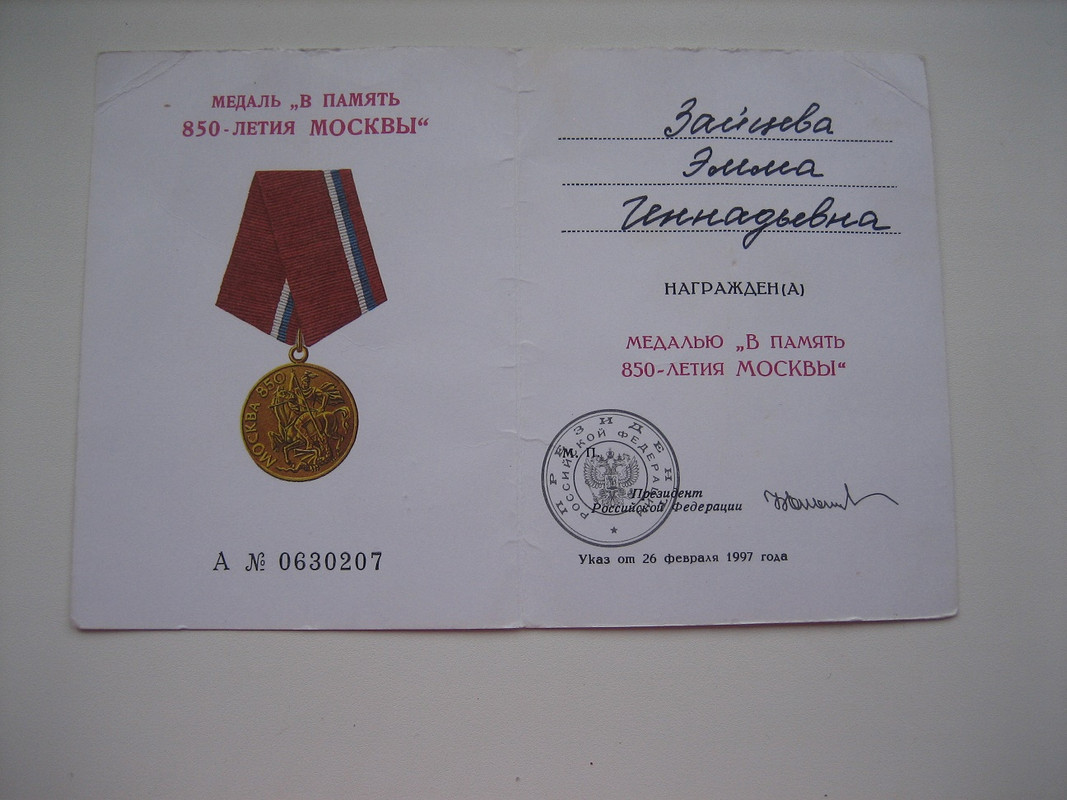 МЕДАЛЬ „В ПАМЯТЬ
850-ЛЕТИЯ МОСКВЫ“
МОСКВА 850
А № 0630207
Зайцева
Эмма
Геннадьевна
НАГРАЖДЕН(А)
МЕДАЛЬЮ „В ПАМЯТЬ
850-ЛЕТИЯ МОСКВЫ“
ПРЕЗИДЕНТ
РОССИЙСКОЙ ФЕДЕРАЦИИ
М. П.
Президент
Российской Федерации
Указ от 26 февраля 1997 года